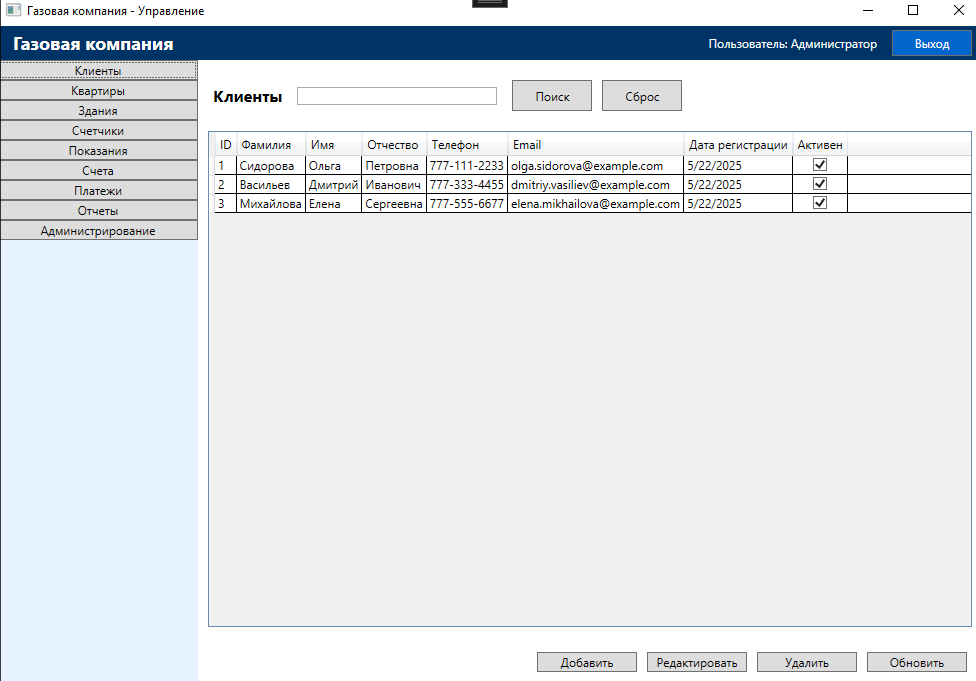 Газовая компания - Управление
Газовая компания
Пользователь: Администратор
Выход
Клиенты
Квартиры
Здания
Счетчики
Показания
Счета
Платежи
Отчеты
Администрирование
Клиенты
Поиск
Сброс
ID Фамилия Имя Отчество Телефон Email Дата регистрации Активен
1 Сидорова Ольга Петровна 777-111-2233 olga.sidorova@example.com 5/22/2025
2 Васильев Дмитрий Иванович 777-333-4455 dmitriy.vasiliev@example.com 5/22/2025
3 Михайлова Елена Сергеевна 777-555-6677 elena.mikhailova@example.com 5/22/2025
Добавить
Редактировать
Удалить
Обновить